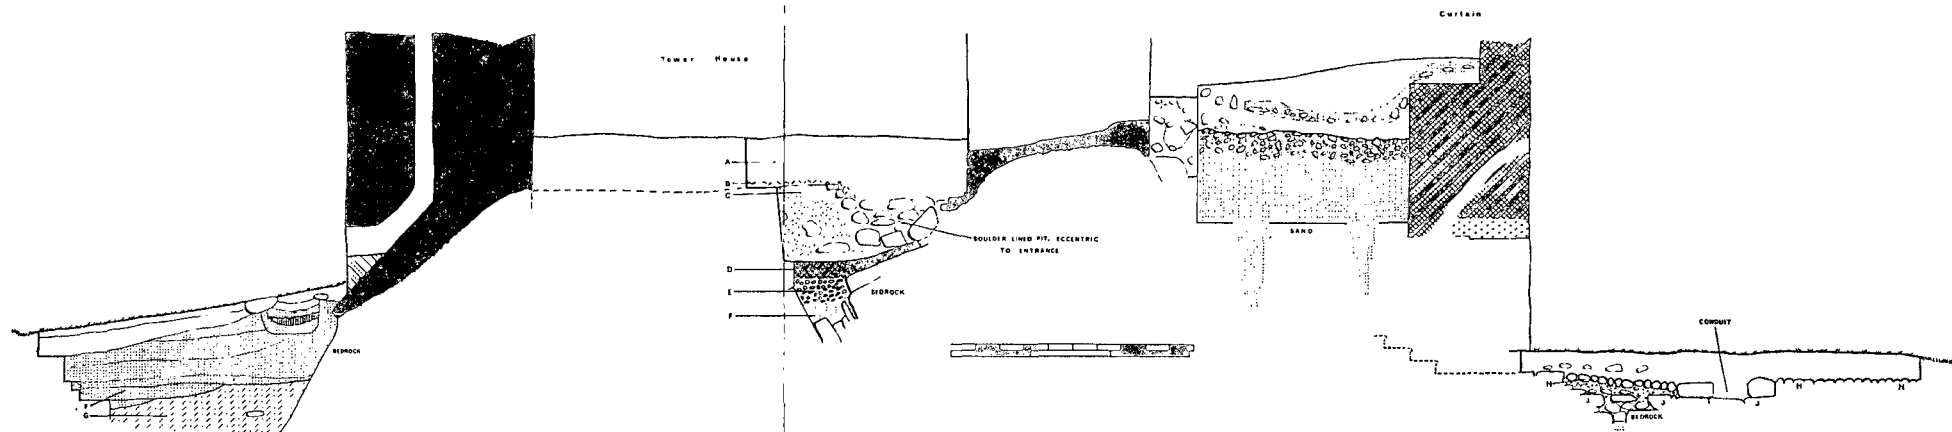 Curtain
Tower House
A
B
C
BOULDER LINED PIT, ECCENTRIC
TO ENTRANCE
SAND
D
E
F
BEDROCK
BEDROCK
F
G
CONDUIT
H
H
H
J
J
J
BEDROCK